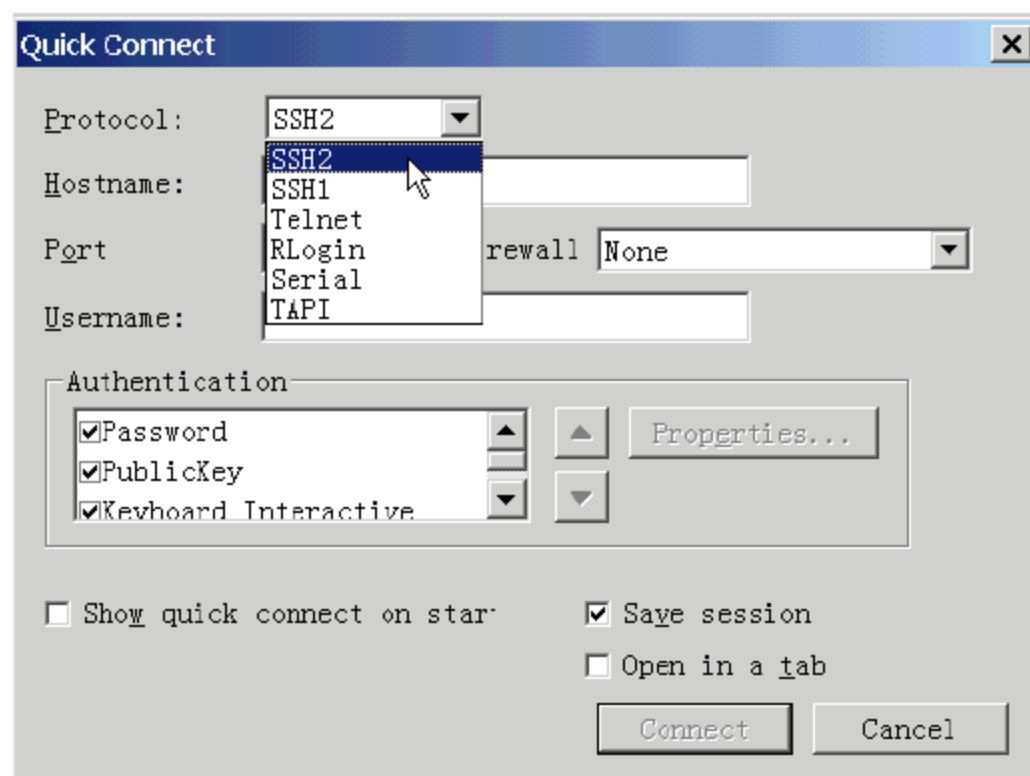 Quick Connect
Protocol: SSH2
SSH2
Hostname:
SSH1
Telnet
Port RLogin rewall None
Serial
Username: TAPI
Authentication
Password
Properties...
PublicKey
Keyboard Interactive
Show quick connect on star
Save session
Open in a tab
Connect Cancel